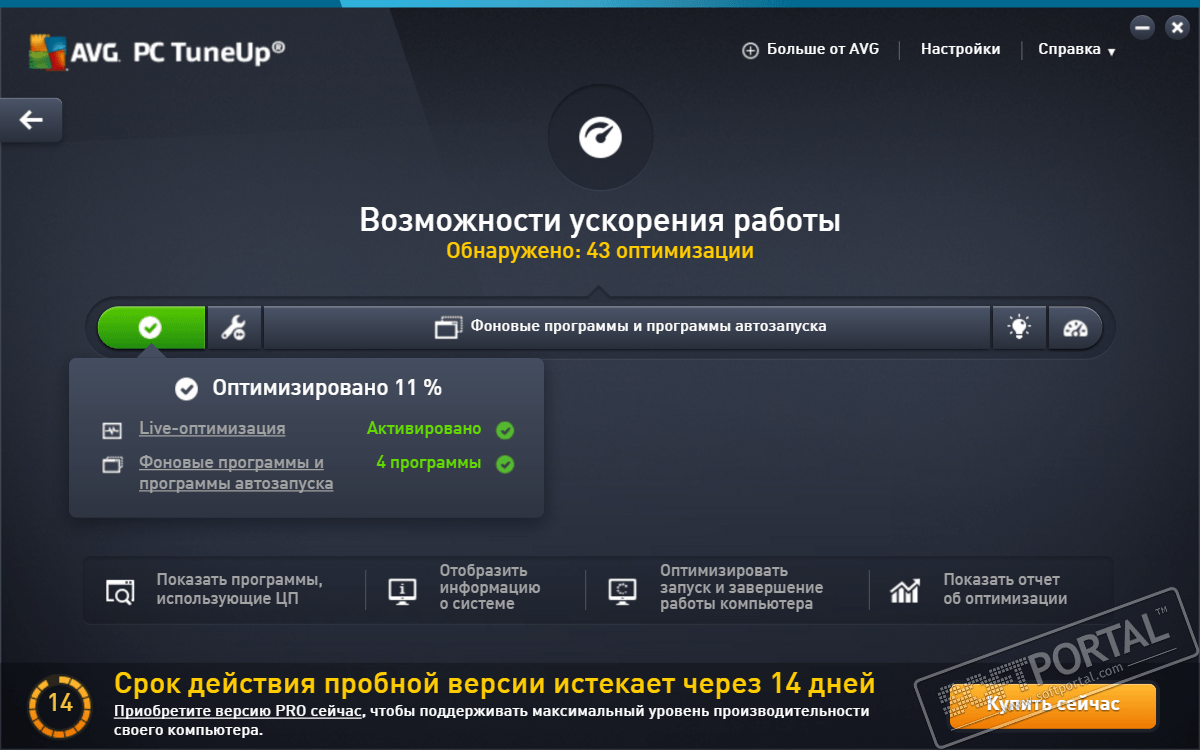 AVG. PC TuneUp®
Больше от AVG
Настройки
Справка
Возможности ускорения работы
Обнаружено: 43 оптимизации
Фоновые программы и программы автозапуска
Оптимизировано 11 %
Live-оптимизация
Активировано
Фоновые программы и
программы автозапуска
4 программы
Показать программы,
использующие ЦП
Отобразить
информацию
о системе
Оптимизировать
запуск и завершение
работы компьютера
Показать отчет
об оптимизации
14
Срок действия пробной версии истекает через 14 дней
Приобретите версию PRO сейчас, чтобы поддерживать максимальный уровень производительности
своего компьютера.
Купить сейчас
SOFTPORTAL™
www.softportal.com